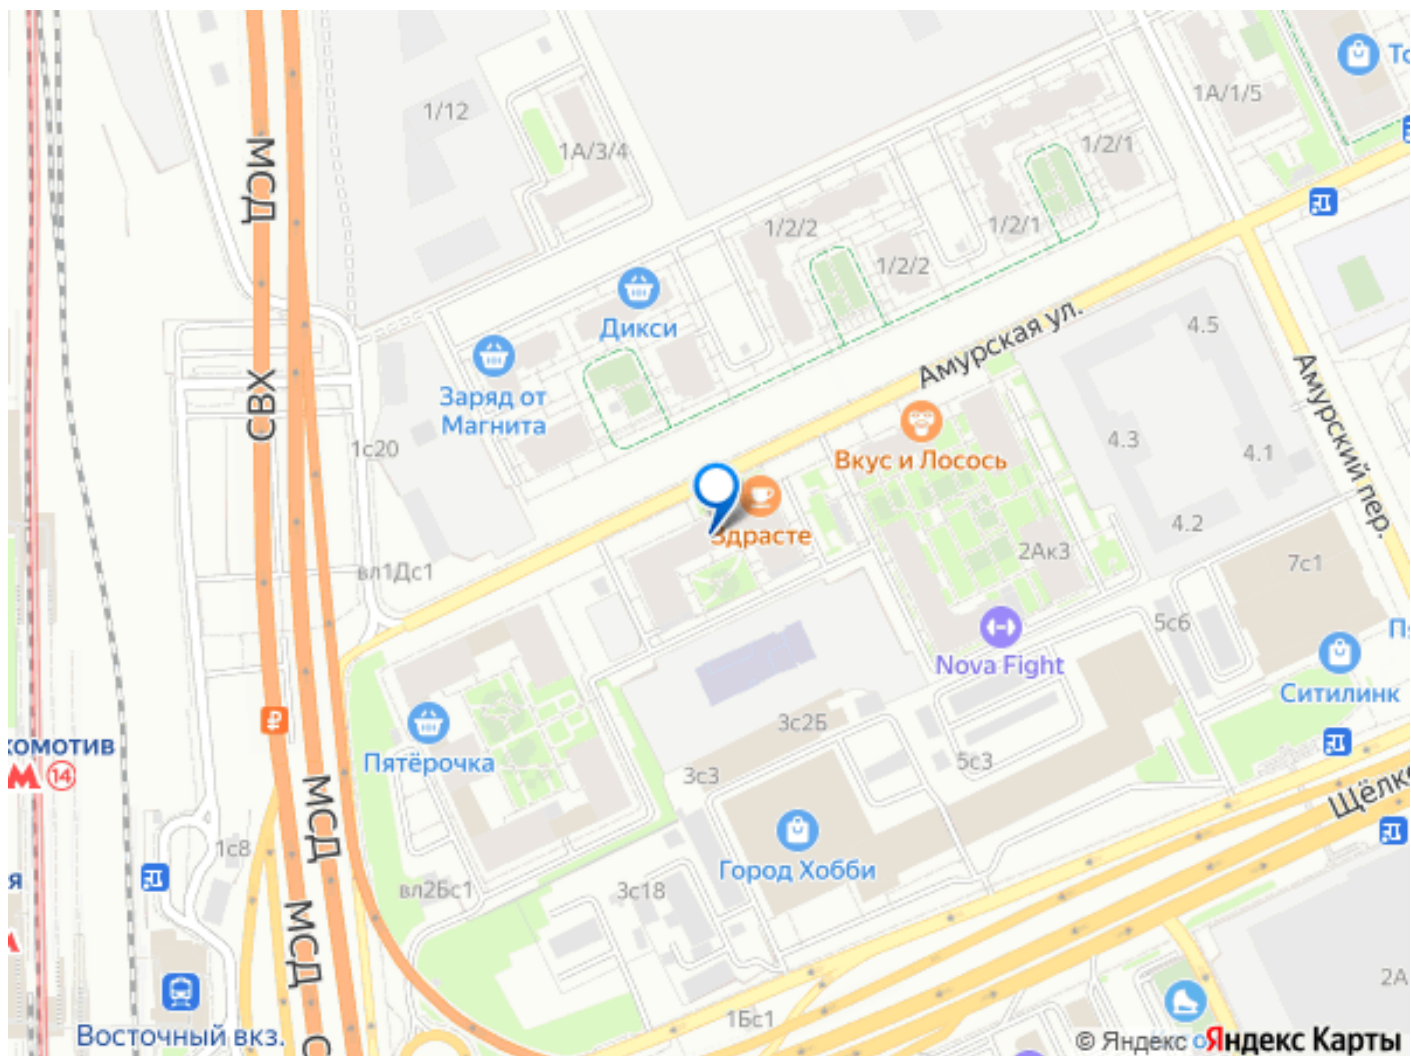 1/12
1А/3/4
1А/1/5
МСД
1/2/1
1/2/2
1/2/1
1/2/2
Дикси
4.5
Амурская ул.
Заряд от
Магнита
СВХ
1с20
Вкус и Лосось
4.3
4.1
Амурский пер.
4.2
Здрасте
2Ак3
7с1
вл1Дс1
5с6
Nova Fight
Ситилинк
3с2Б
комотив
14
Пятёрочка
3с3
5с3
МСД
Щёлк
1с8
Город Хобби
вл2Бс1
3с18
МСД
1Бс1
2А
Восточный вкз.
© Яндекс Яндекс Карты